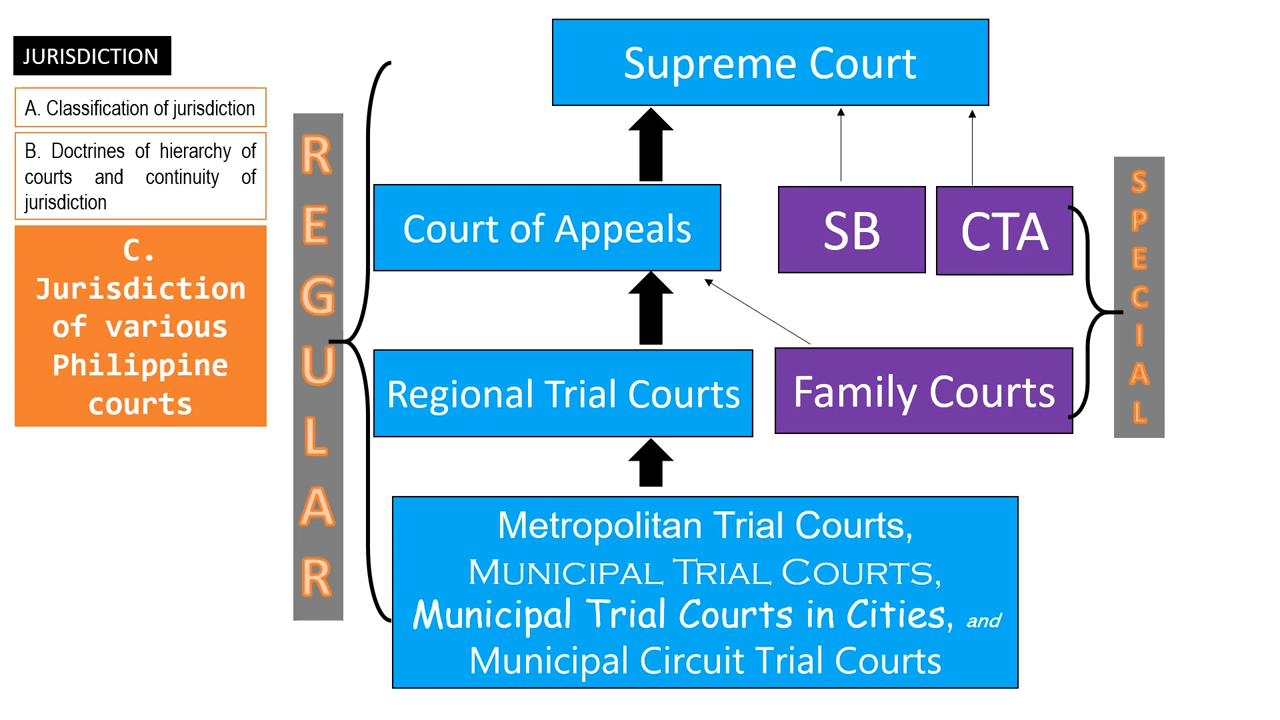 JURISDICTION
A. Classification of jurisdiction
B. Doctrines of hierarchy of
courts and continuity of
jurisdiction
C.
Jurisdiction
of various
Philippine
courts
REGULAR
Supreme Court
Court of Appeals
SB
CTA
Regional Trial Courts
Family Courts
Metropolitan Trial Courts,
MUNICIPAL TRIAL COURTS,
Municipal Trial Courts in Cities, and
Municipal Circuit Trial Courts
SPECIAL